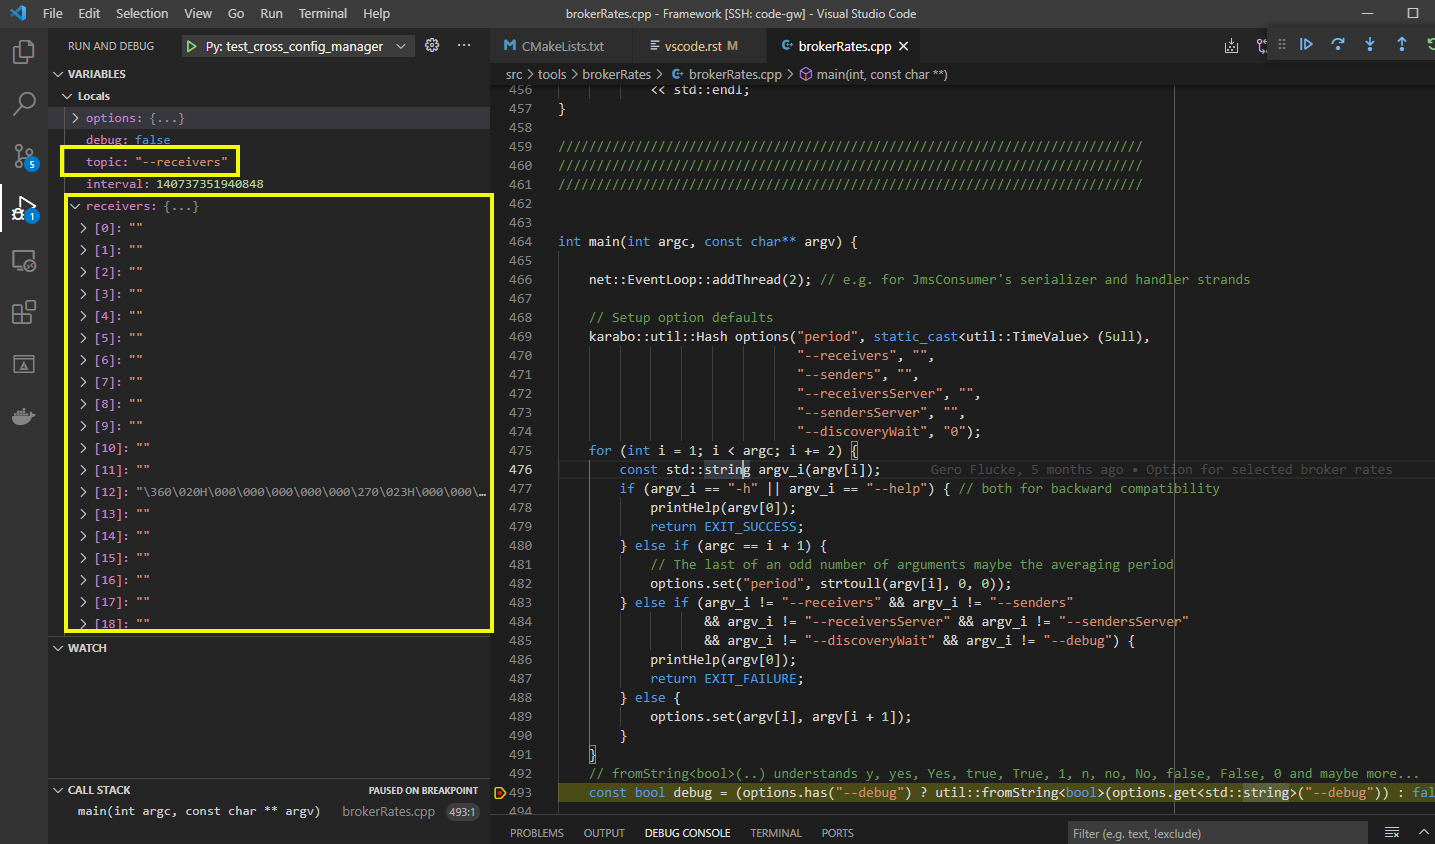 File Edit Selection View Go Run Terminal Help
brokerRates.cpp - Framework [SSH: code-gw] - Visual Studio Code
RUN AND DEBUG
Py: test_cross_config_manager
VARIABLES
Locals
options: {...}
debug: false
topic: "--receivers"
interval: 140737351940848
receivers: {...}
[0]: ""
[1]: ""
[2]: ""
[3]: ""
[4]: ""
[5]: ""
[6]: ""
[7]: ""
[8]: ""
[9]: ""
[10]: ""
[11]: ""
[12]: "\360\020H\000\000\000\000\000\270\023H\000\000\…
[13]: ""
[14]: ""
[15]: ""
[16]: ""
[17]: ""
[18]: ""
WATCH
CALL STACK PAUSED ON BREAKPOINT
main(int argc, const char ** argv) brokerRates.cpp 493:1
5
1
CMakeLists.txt
vscode.rst M
brokerRates.cpp
src > tools > brokerRates > brokerRates.cpp > main(int, const char **)
456 << std::endl;
457 }
458
459 ////////////////////////////////////////////////////////////////////////////
460 ////////////////////////////////////////////////////////////////////////////
461 ////////////////////////////////////////////////////////////////////////////
462
463
464 int main(int argc, const char** argv) {
465
466 net::EventLoop::addThread(2); // e.g. for JmsConsumer's serializer and handler strands
467
468 // Setup option defaults
469 karabo::util::Hash options("period", static_cast<util::TimeValue> (5ull),
470 "--receivers", "",
471 "--senders", "",
472 "--receiversServer", "",
473 "--sendersServer", "",
474 "--discoveryWait", "0");
475 for (int i = 1; i < argc; i += 2) {
476 const std::string argv_i(argv[i]); Gero Flucke, 5 months ago • Option for selected broker rates
477 if (argv_i == "-h" || argv_i == "--help") { // both for backward compatibility
478 printHelp(argv[0]);
479 return EXIT_SUCCESS;
480 } else if (argc == i + 1) {
481 // The last of an odd number of arguments maybe the averaging period
482 options.set("period", strtoull(argv[i], 0, 0));
483 } else if (argv_i != "--receivers" && argv_i != "--senders"
484 && argv_i != "--receiversServer" && argv_i != "--sendersServer"
485 && argv_i != "--discoveryWait" && argv_i != "--debug") {
486 printHelp(argv[0]);
487 return EXIT_FAILURE;
488 } else {
489 options.set(argv[i], argv[i + 1]);
490 }
491 }
492 // fromString<bool>(..) understands y, yes, Yes, true, True, 1, n, no, No, false, False, 0 and maybe more...
493 const bool debug = (options.has("--debug") ? util::fromString<bool>(options.get<std::string>("--debug")) : fal
494
PROBLEMS OUTPUT DEBUG CONSOLE TERMINAL PORTS
Filter (e.g. text, !exclude)